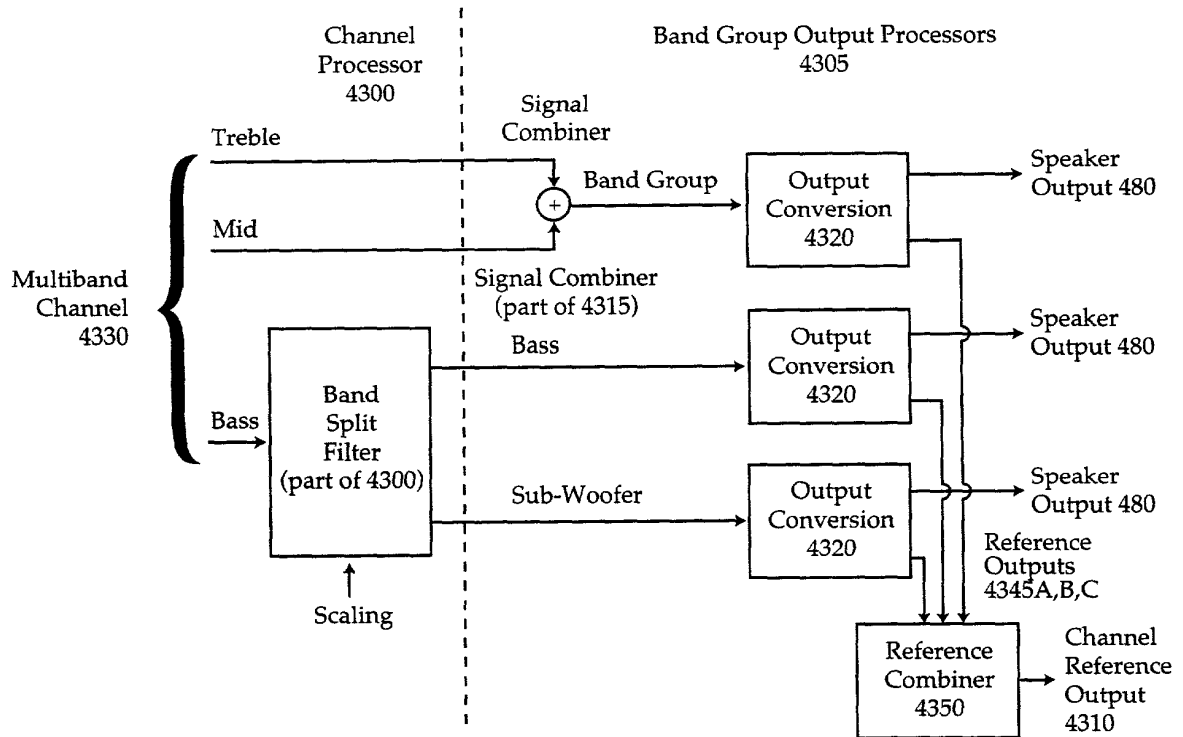 Channel
Processor
4300
Band Group Output Processors
4305
Signal
Combiner
Treble
Mid
+
Band Group
Output
Conversion
4320
Speaker
Output 480
Multiband
Channel
4330
Signal Combiner
(part of 4315)
Bass
Output
Conversion
4320
Speaker
Output 480
Bass
Band
Split
Filter
(part of 4300)
Sub-Woofer
Output
Conversion
4320
Speaker
Output 480
Reference
Outputs
4345A,B,C
Scaling
Reference
Combiner
4350
Channel
Reference
Output
4310